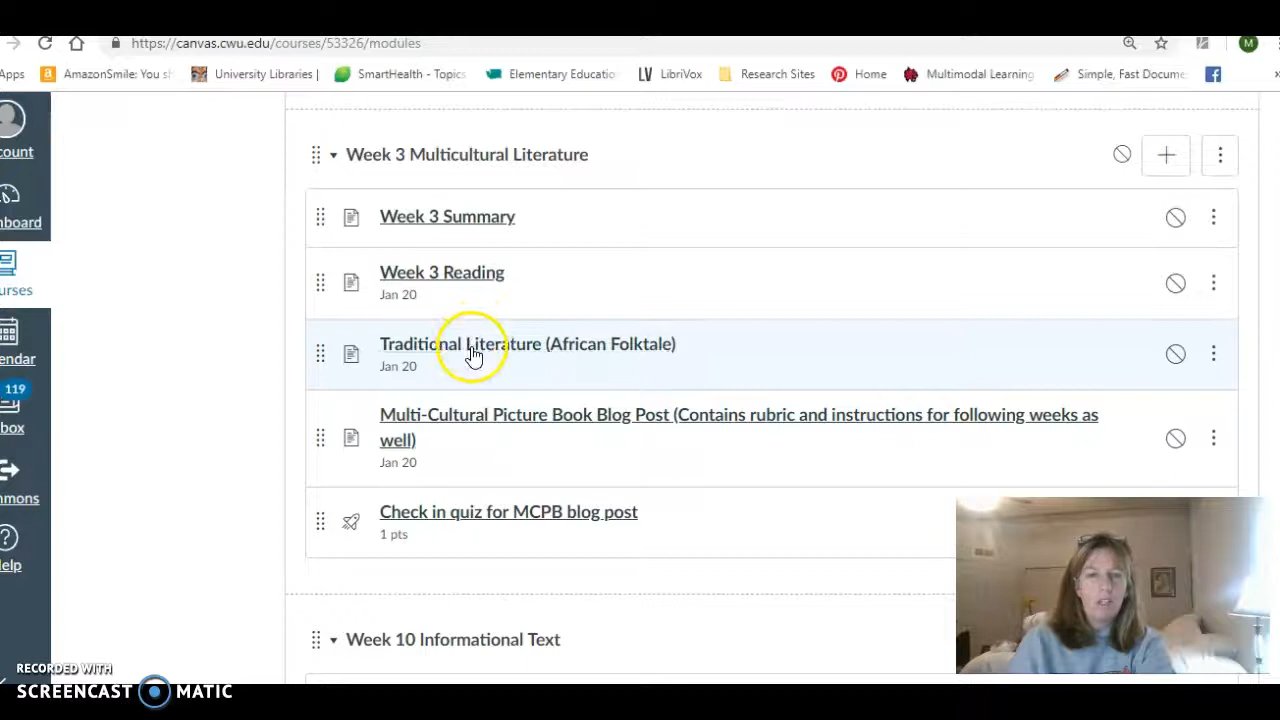 https://canvas.cwu.edu/courses/53326/modules
M
Apps
AmazonSmile: You sh
University Libraries |
SmartHealth - Topics
Elementary Educatio
LibriVox
Research Sites
Home
Multimodal Learning
Simple, Fast Docume
»
count
hboard
urses
endar
119
box
mmons
elp
Week 3 Multicultural Literature
Week 3 Summary
Week 3 Reading
Jan 20
Traditional Literature (African Folktale)
Jan 20
Multi-Cultural Picture Book Blog Post (Contains rubric and instructions for following weeks as
well)
Jan 20
Check in quiz for MCPB blog post
1 pts
Week 10 Informational Text
RECORDED WITH
SCREENCAST MATIC